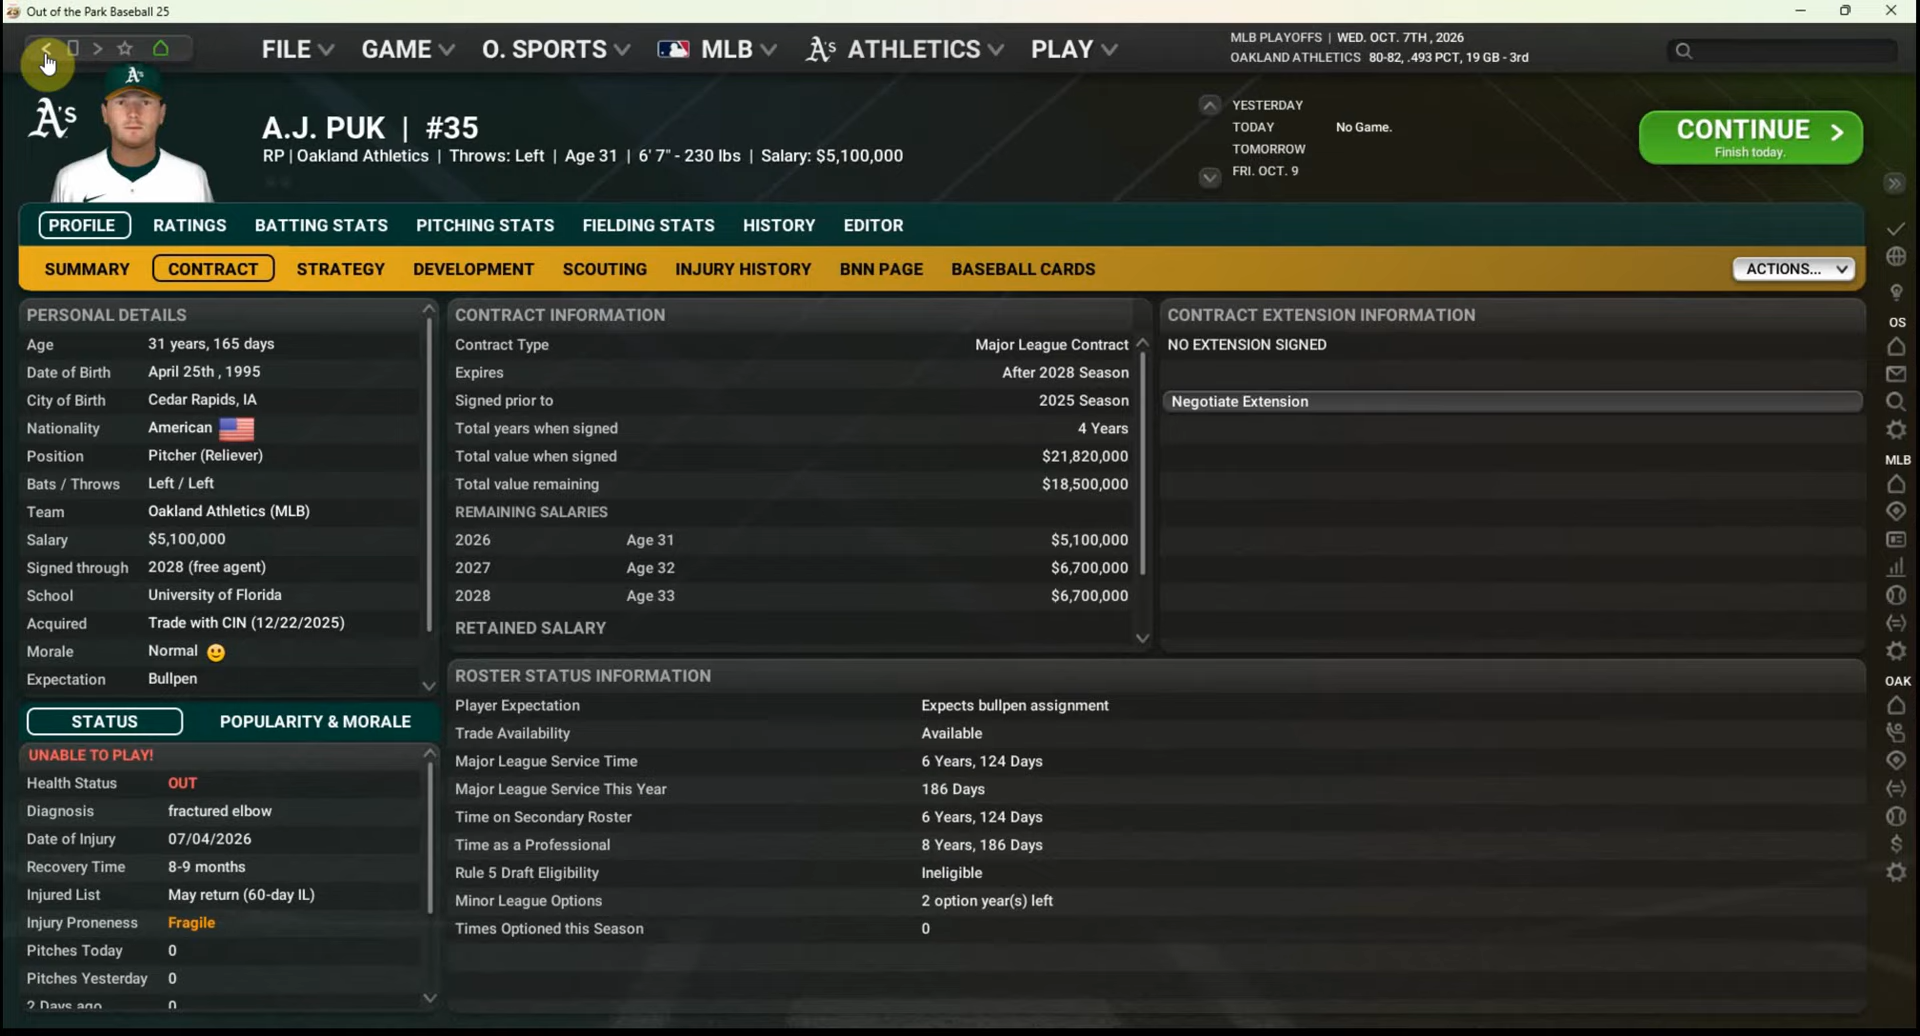 Out of the Park Baseball 25
FILE
GAME
O. SPORTS
MLB
A's ATHLETICS
PLAY
MLB PLAYOFFS | WED. OCT. 7TH , 2026
OAKLAND ATHLETICS 80-82, .493 PCT, 19 GB - 3rd
A's
A's
A.J. PUK | #35
RP | Oakland Athletics | Throws: Left | Age 31 | 6' 7" - 230 lbs | Salary: $5,100,000
YESTERDAY
TODAY No Game.
TOMORROW
FRI. OCT. 9
CONTINUE
Finish today.
PROFILE RATINGS BATTING STATS PITCHING STATS FIELDING STATS HISTORY EDITOR
SUMMARY CONTRACT STRATEGY DEVELOPMENT SCOUTING INJURY HISTORY BNN PAGE BASEBALL CARDS ACTIONS...
PERSONAL DETAILS
Age 31 years, 165 days
Date of Birth April 25th , 1995
City of Birth Cedar Rapids, IA
Nationality American
Position Pitcher (Reliever)
Bats / Throws Left / Left
Team Oakland Athletics (MLB)
Salary $5,100,000
Signed through 2028 (free agent)
School University of Florida
Acquired Trade with CIN (12/22/2025)
Morale Normal
Expectation Bullpen
STATUS POPULARITY & MORALE
UNABLE TO PLAY!
Health Status OUT
Diagnosis fractured elbow
Date of Injury 07/04/2026
Recovery Time 8-9 months
Injured List May return (60-day IL)
Injury Proneness Fragile
Pitches Today 0
Pitches Yesterday 0
2 Days ago 0
CONTRACT INFORMATION
Contract Type Major League Contract
Expires After 2028 Season
Signed prior to 2025 Season
Total years when signed 4 Years
Total value when signed $21,820,000
Total value remaining $18,500,000
REMAINING SALARIES
2026 Age 31 $5,100,000
2027 Age 32 $6,700,000
2028 Age 33 $6,700,000
RETAINED SALARY
CONTRACT EXTENSION INFORMATION
NO EXTENSION SIGNED
Negotiate Extension
ROSTER STATUS INFORMATION
Player Expectation Expects bullpen assignment
Trade Availability Available
Major League Service Time 6 Years, 124 Days
Major League Service This Year 186 Days
Time on Secondary Roster 6 Years, 124 Days
Time as a Professional 8 Years, 186 Days
Rule 5 Draft Eligibility Ineligible
Minor League Options 2 option year(s) left
Times Optioned this Season 0
OS
MLB
OAK